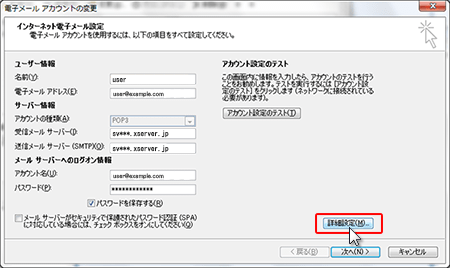 電子メール アカウントの変更
インターネット電子メール設定
電子メール アカウントを使用するには、以下の項目をすべて設定してください。
ユーザー情報
名前(Y):
user
電子メール アドレス(E):
user@example.com
サーバー情報
アカウントの種類(A)
POP3
受信メール サーバー(I):
sv***.xserver.jp
送信メール サーバー (SMTP)(O):
sv***.xserver.jp
メール サーバーへのログオン情報
アカウント名(U):
user@example.com
パスワード(P):
************
パスワードを保存する(R)
メール サーバーがセキュリティで保護されたパスワード認証 (SPA)
に対応している場合には、チェック ボックスをオンにしてください(Q)
アカウント設定のテスト
この画面内に情報を入力したら、アカウントのテストを行う
ことをお勧めします。テストを実行するには [アカウント設
定のテスト] をクリックします (ネットワークに接続されている
必要があります)。
アカウント設定のテスト(T)
詳細設定(M)...
< 戻る(B)
次へ(N) >
キャンセル